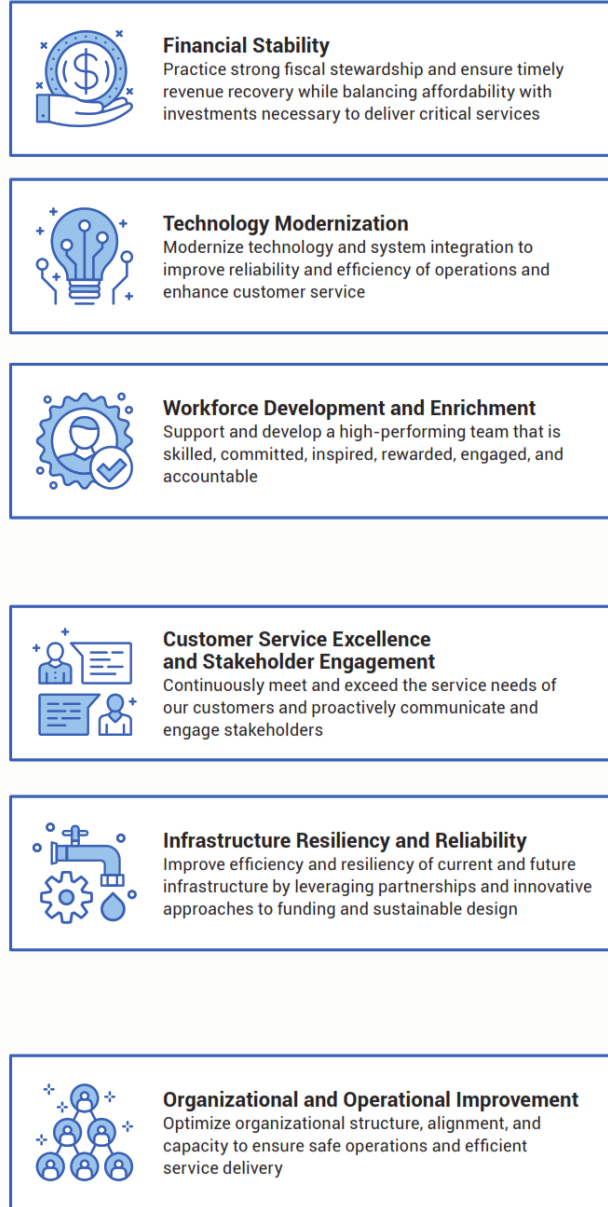 Financial Stability
Practice strong fiscal stewardship and ensure timely
revenue recovery while balancing affordability with
investments necessary to deliver critical services
Technology Modernization
Modernize technology and system integration to
improve reliability and efficiency of operations and
enhance customer service
Workforce Development and Enrichment
Support and develop a high-performing team that is
skilled, committed, inspired, rewarded, engaged, and
accountable
Customer Service Excellence
and Stakeholder Engagement
Continuously meet and exceed the service needs of
our customers and proactively communicate and
engage stakeholders
Infrastructure Resiliency and Reliability
Improve efficiency and resiliency of current and future
infrastructure by leveraging partnerships and innovative
approaches to funding and sustainable design
Organizational and Operational Improvement
Optimize organizational structure, alignment, and
capacity to ensure safe operations and efficient
service delivery